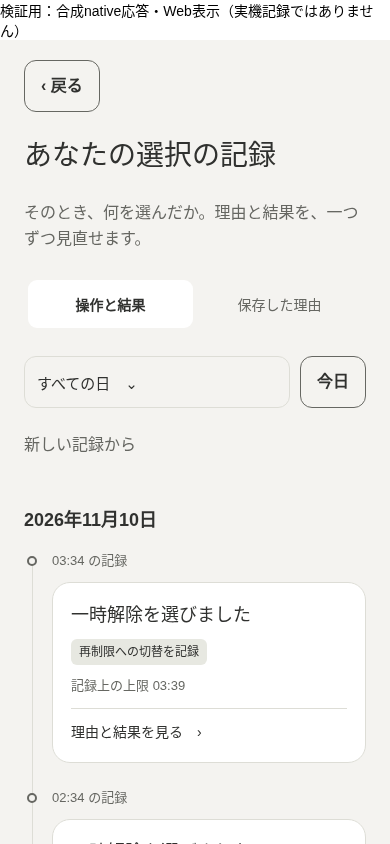 検証用：合成native応答・Web表示（実機記録ではありませ
ん）
‹ 戻る
あなたの選択の記録
そのとき、何を選んだか。理由と結果を、一つ
ずつ見直せます。
操作と結果
保存した理由
すべての日 ⌄
今日
新しい記録から
2026年11月10日
03:34 の記録
一時解除を選びました
再制限への切替を記録
記録上の上限 03:39
理由と結果を見る ›
02:34 の記録